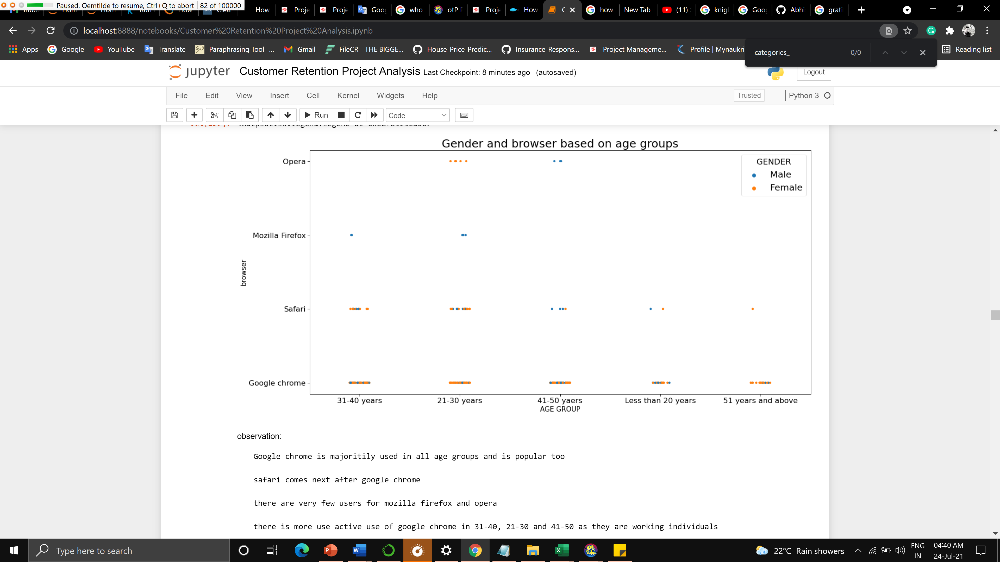 Paused. Oemtilde to resume, Ctrl+Q to abort 82 of 100000
How Proje Proje Goog who otP Proje How how New Tab (11) knig Goog Abhi grati
localhost:8888/notebooks/Customer%20Retention%20Project%20Analysis.ipynb
Apps Google YouTube Translate Paraphrasing Tool -... Gmail FileCR - THE BIGGE... House-Price-Predic... Insurance-Respons... Project Manageme... Profile | Mynaukri Reading list
categories_ 0/0
jupyter Customer Retention Project Analysis Last Checkpoint: 8 minutes ago (autosaved)
Logout
File Edit View Insert Cell Kernel Widgets Help
Trusted Python 3
Run Code
Gender and browser based on age groups
GENDER
Male
Female
Opera
Mozilla Firefox
Safari
Google chrome
browser
31-40 years 21-30 years 41-50 yaers Less than 20 years 51 years and above
AGE GROUP
observation:
Google chrome is majoritily used in all age groups and is popular too
safari comes next after google chrome
there are very few users for mozilla firefox and opera
there is more use active use of google chrome in 31-40, 21-30 and 41-50 as they are working individuals
Type here to search
22°C Rain showers
ENG
IN
04:40 AM
24-Jul-21